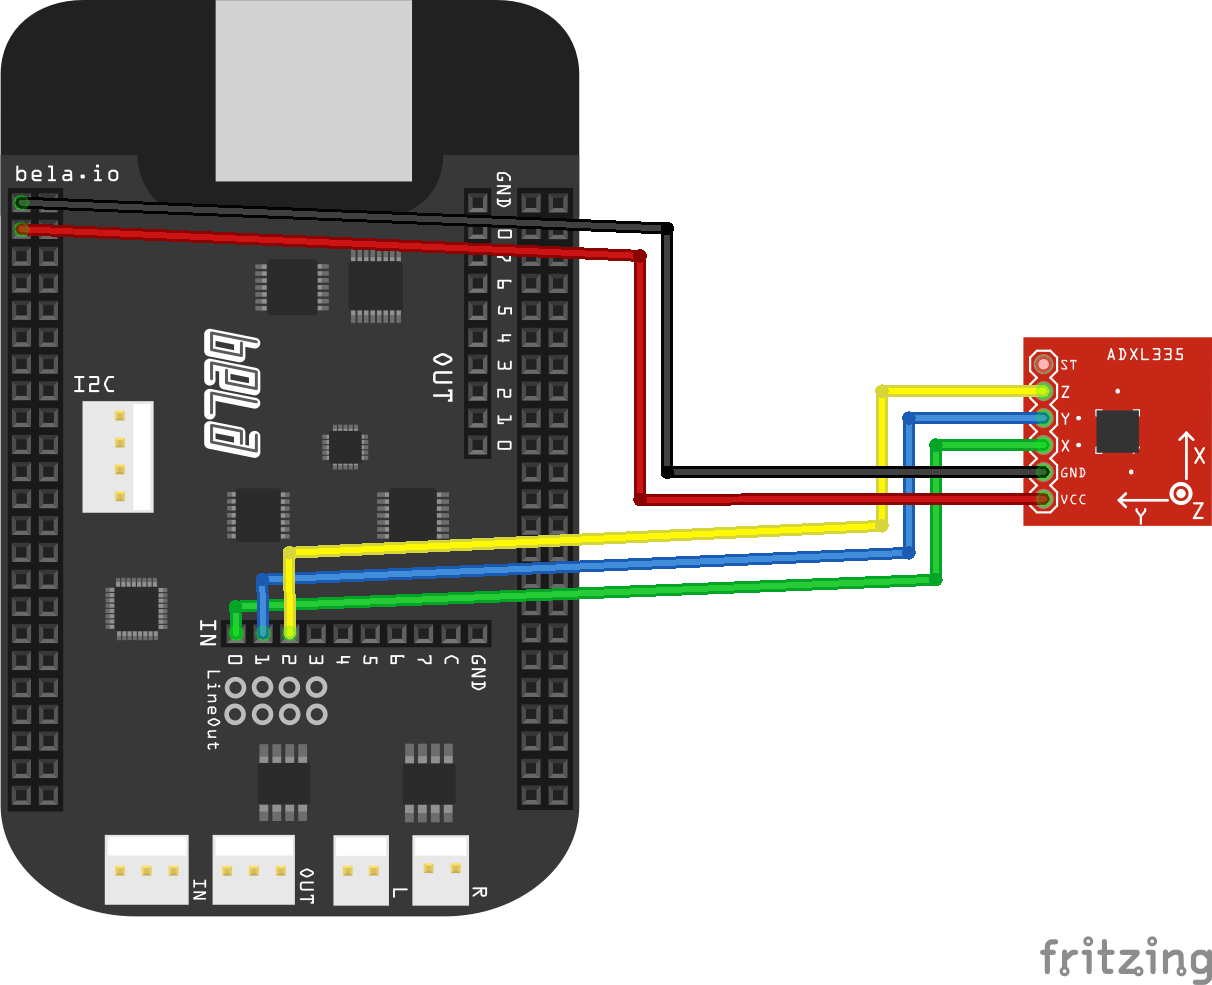 bela.io
GND
0
7
6
5
4
3
2
1
0
OUT
bela
I2C
IN
0
1
2
3
4
5
6
7
C
GND
LineOut
IN
OUT
L
R
ADXL335
ST
Z
Y
X
GND
VCC
X
Y
Z
fritzing